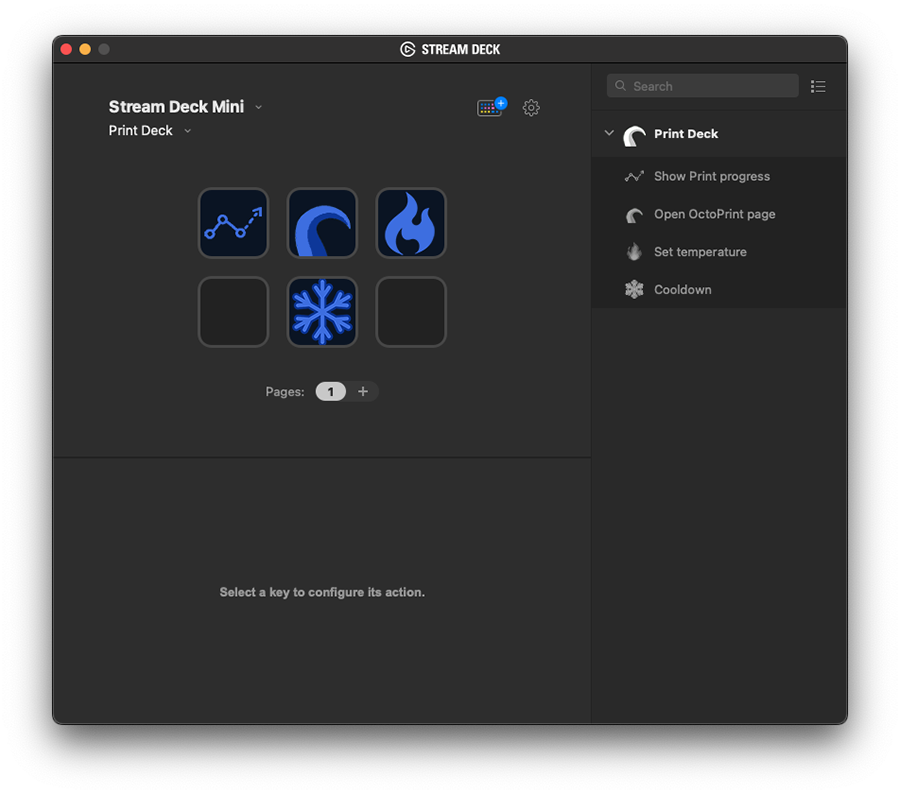 STREAM DECK
Stream Deck Mini
Print Deck
Pages: 1 +
Select a key to configure its action.
Search
Print Deck
Show Print progress
Open OctoPrint page
Set temperature
Cooldown